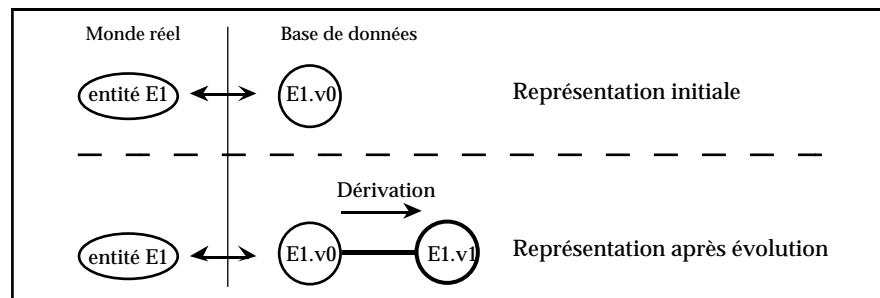 Monde réel
Base de données
entité E1
E1.v0
Représentation initiale
Dérivation
entité E1
E1.v0
E1.v1
Représentation après évolution